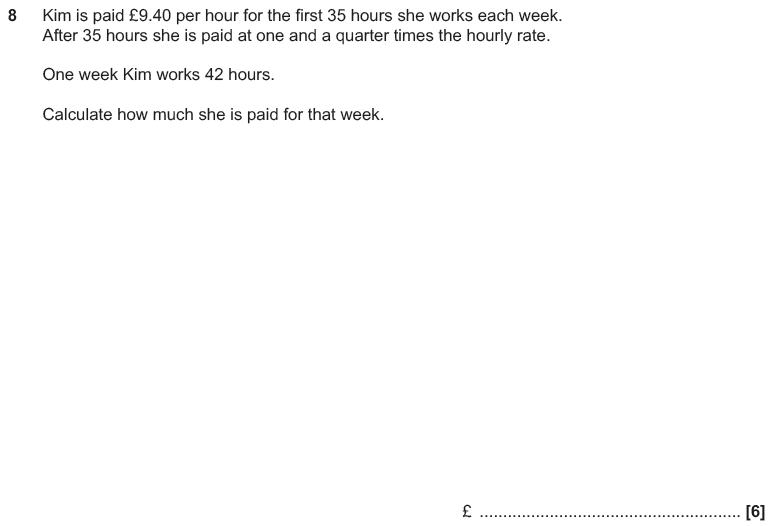 8 Kim is paid £9.40 per hour for the first 35 hours she works each week.
After 35 hours she is paid at one and a quarter times the hourly rate.
One week Kim works 42 hours.
Calculate how much she is paid for that week.
£ ........................................................ [6]